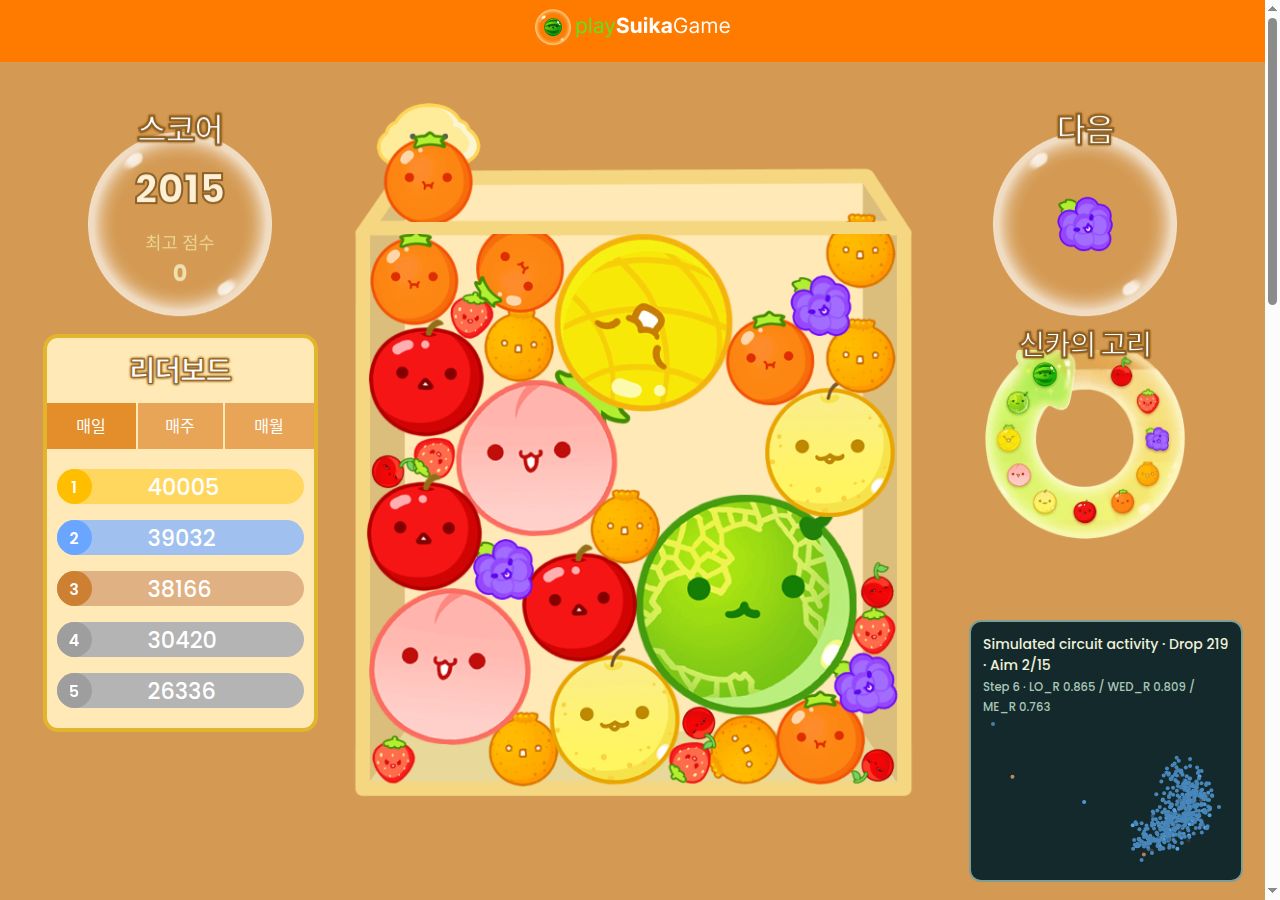 playSuikaGame
스코어
2015
최고 점수
0
리더보드
매일 매주 매월
1 40005
2 39032
3 38166
4 30420
5 26336
다음
신카의 고리
Simulated circuit activity · Drop 219
· Aim 2/15
Step 6 · LO_R 0.865 / WED_R 0.809 /
ME_R 0.763